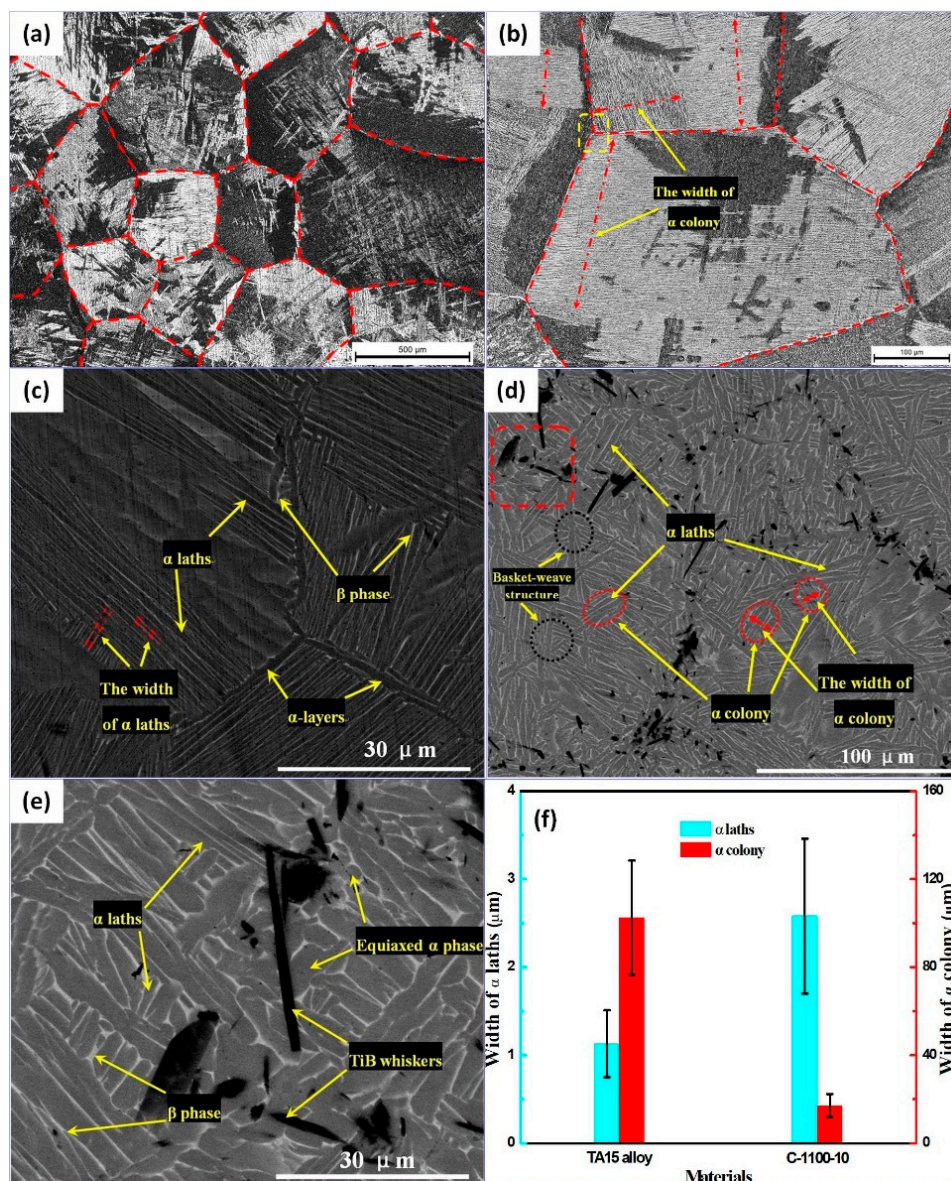 (a)
500 μm
(b)
The width of
α colony
100 μm
(c)
α laths
β phase
The width
of α laths
α-layers
30 μm
(d)
α laths
Basket-weave
structure
α colony
The width of
α colony
100 μm
(e)
α laths
Equiaxed α phase
TiB whiskers
β phase
30 μm
(f)
α laths
α colony
4
3
2
1
0
160
120
80
40
0
Width of α laths (μm)
Width of α colony (μm)
TA15 alloy
C-1100-10
Materials